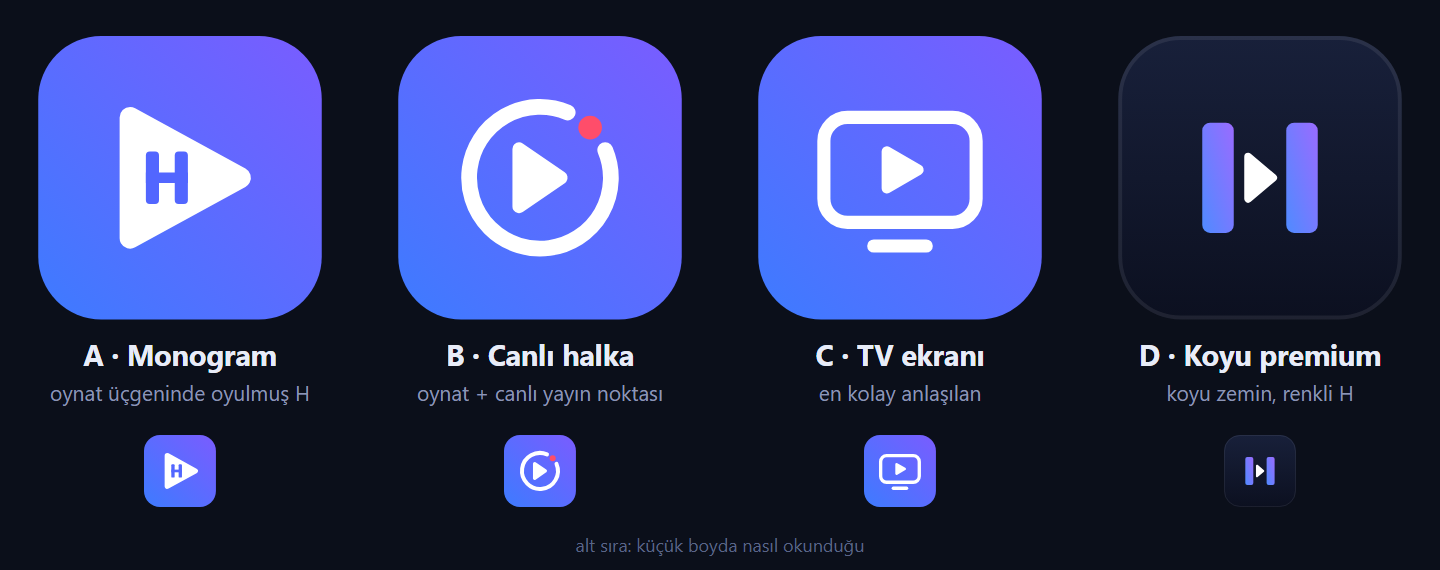 H
A · Monogram
oynat üçgeninde oyulmuş H
B · Canlı halka
oynat + canlı yayın noktası
C · TV ekranı
en kolay anlaşılan
D · Koyu premium
koyu zemin, renkli H
H
alt sıra: küçük boyda nasıl okunduğu